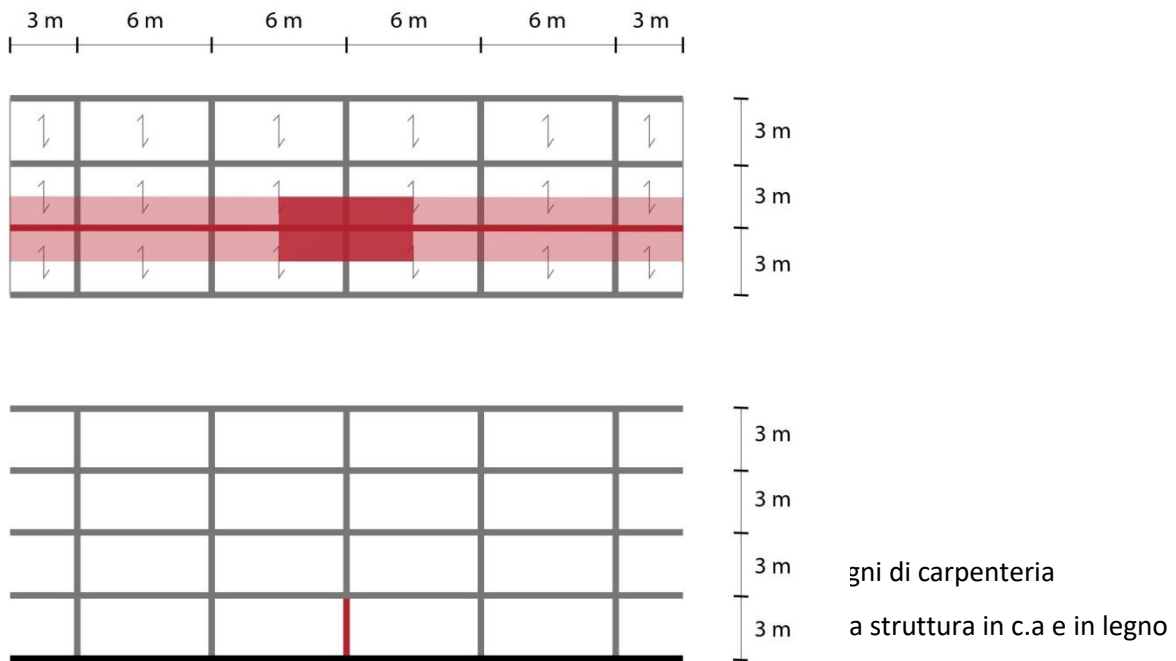 3 m 6 m 6 m 6 m 6 m 3 m
3 m
3 m
3 m
3 m
3 m
3 m
gni di carpenteria
3 m
a struttura in c.a e in legno